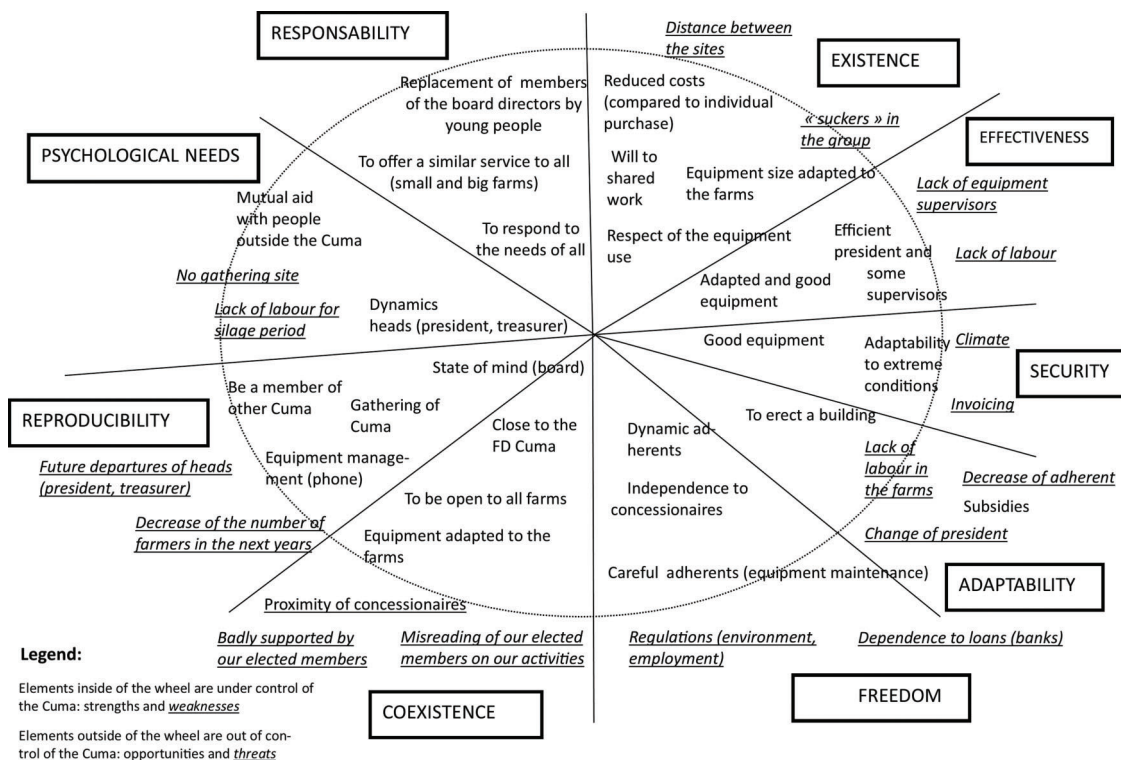 RESPONSABILITY
Distance between
the sites
EXISTENCE
Replacement of members
of the board directors by
young people
Reduced costs
(compared to individual
purchase)
« suckers » in
the group
EFFECTIVENESS
PSYCHOLOGICAL NEEDS
To offer a similar service to all
(small and big farms)
Will to
shared
work
Equipment size adapted to
the farms
Lack of equipment
supervisors
Mutual aid
with people
outside the Cuma
To respond to
the needs of all
Respect of the equipment
use
Efficient
president and
some
supervisors
Lack of labour
No gathering site
Adapted and good
equipment
Lack of labour for
silage period
Dynamics
heads (president, treasurer)
Good equipment
Adaptability
to extreme
conditions
Climate
SECURITY
State of mind (board)
Be a member of
other Cuma
Gathering of
Cuma
REPRODUCIBILITY
Invoicing
To erect a building
Close to the
FD Cuma
Dynamic ad-
herents
Equipment manage-
ment (phone)
Future departures of heads
(president, treasurer)
Lack of
labour in
the farms
Decrease of adherent
Subsidies
To be open to all farms
Independence to
concessionaires
Decrease of the number of
farmers in the next years
Equipment adapted to the
farms
Change of president
Careful adherents (equipment maintenance)
ADAPTABILITY
Proximity of concessionaires
Badly supported by
our elected members
Misreading of our elected
members on our activities
Regulations (environment,
employment)
Dependence to loans (banks)
COEXISTENCE
FREEDOM
Legend:
Elements inside of the wheel are under control of
the Cuma: strengths and weaknesses
Elements outside of the wheel are out of con-
trol of the Cuma: opportunities and threats